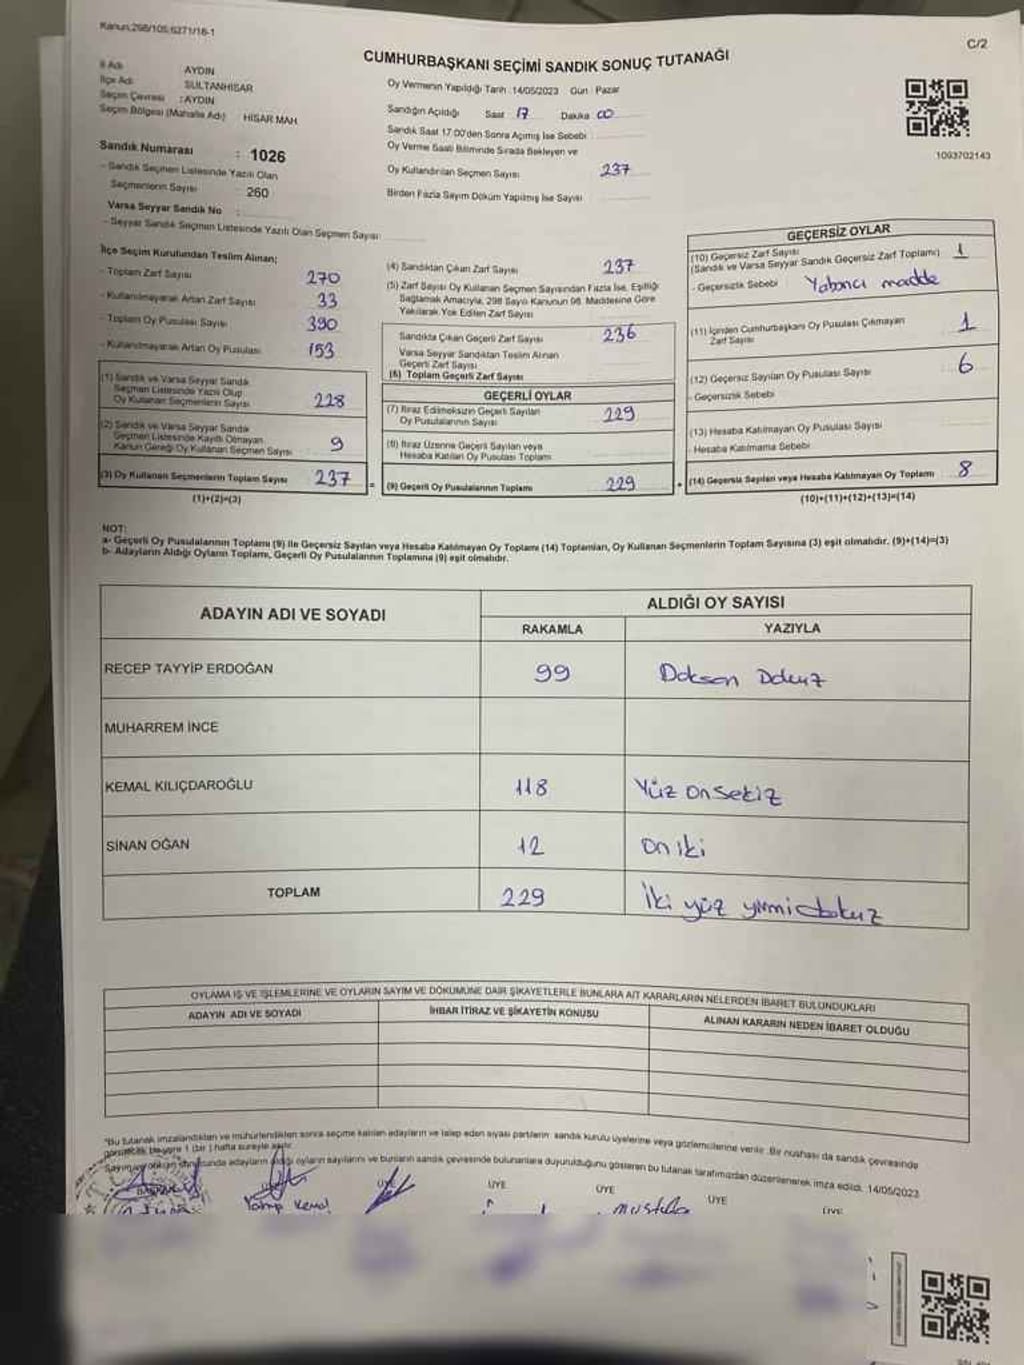 Kanun:298/105;6271/18-1
C/2
CUMHURBAŞKANI SEÇİMİ SANDIK SONUÇ TUTANAĞI
İl Adı AYDIN
İlçe Adı SULTANHİSAR
Seçim Çevresi : AYDIN
Seçim Bölgesi (Mahalle Adı) HİSAR MAH
Sandık Numarası : 1026
- Sandık Seçmen Listesinde Yazılı Olan
Seçmenlerin Sayısı 260
Varsa Seyyar Sandık No :
- Seyyar Sandık Seçmen Listesinde Yazılı Olan Seçmen Sayısı:
Oy Vermenin Yapıldığı Tarih :14/05/2023 Gün : Pazar
Sandığın Açıldığı Saat 17 Dakika 00
Sandık Saat 17:00'den Sonra Açılmış İse Sebebi :
Oy Verme Saati Bitiminde Sırada Bekleyen ve
Oy Kullandırılan Seçmen Sayısı 237
Birden Fazla Sayım Döküm Yapılmış İse Sayısı
1093702143
İlçe Seçim Kurulundan Teslim Alınan;
- Toplam Zarf Sayısı 270
- Kullanılmayarak Artan Zarf Sayısı 33
- Toplam Oy Pusulası Sayısı 390
- Kullanılmayarak Artan Oy Pusulası 153
(1) Sandık ve Varsa Seyyar Sandık
Seçmen Listesinde Yazılı Olup
Oy Kullanan Seçmenlerin Sayısı 228
(2) Sandık ve Varsa Seyyar Sandık
Seçmen Listesinde Kayıtlı Olmayan
Kanun Gereği Oy Kullanan Seçmen Sayısı 9
(3) Oy Kullanan Seçmenlerin Toplam Sayısı 237 =
(1)+(2)=(3)
(4) Sandıktan Çıkan Zarf Sayısı 237
(5) Zarf Sayısı Oy Kullanan Seçmen Sayısından Fazla İse, Eşitliği
Sağlamak Amacıyla, 298 Sayılı Kanunun 98. Maddesine Göre
Yakılarak Yok Edilen Zarf Sayısı
Sandıkta Çıkan Geçerli Zarf Sayısı 236
Varsa Seyyar Sandıktan Teslim Alınan
Geçerli Zarf Sayısı
(6) Toplam Geçerli Zarf Sayısı
GEÇERLİ OYLAR
(7) İtiraz Edilmeksizin Geçerli Sayılan
Oy Pusulalarının Sayısı 229
(8) İtiraz Üzerine Geçerli Sayılan veya
Hesaba Katılan Oy Pusulası Toplamı
(9) Geçerli Oy Pusulalarının Toplamı 229 +
GEÇERSİZ OYLAR
(10) Geçersiz Zarf Sayısı
(Sandık ve Varsa Seyyar Sandık Geçersiz Zarf Toplamı) 1
- Geçersizlik Sebebi Yabancı madde
(11) İçinden Cumhurbaşkanı Oy Pusulası Çıkmayan
Zarf Sayısı 1
(12) Geçersiz Sayılan Oy Pusulası Sayısı 6
- Geçersizlik Sebebi
(13) Hesaba Katılmayan Oy Pusulası Sayısı
- Hesaba Katılmama Sebebi
(14) Geçersiz Sayılan veya Hesaba Katılmayan Oy Toplamı 8
(10)+(11)+(12)+(13)=(14)
NOT:
a- Geçerli Oy Pusulalarının Toplamı (9) ile Geçersiz Sayılan veya Hesaba Katılmayan Oy Toplamı (14) Toplamları, Oy Kullanan Seçmenlerin Toplam Sayısına (3) eşit olmalıdır. (9)+(14)=(3)
b- Adayların Aldığı Oyların Toplamı, Geçerli Oy Pusulalarının Toplamına (9) eşit olmalıdır.
ADAYIN ADI VE SOYADI ALDIĞI OY SAYISI
RAKAMLA YAZIYLA
RECEP TAYYİP ERDOĞAN 99 Doksan Dokuz
MUHARREM İNCE
KEMAL KILIÇDAROĞLU 118 Yüz onsekiz
SİNAN OĞAN 12 on iki
TOPLAM 229 İki yüz yirmidokuz
OYLAMA İŞ VE İŞLEMLERİNE VE OYLARIN SAYIM VE DÖKÜMÜNE DAİR ŞİKAYETLERLE BUNLARA AİT KARARLARIN NELERDEN İBARET BULUNDUKLARI
ADAYIN ADI VE SOYADI İHBAR İTİRAZ VE ŞİKAYETİN KONUSU ALINAN KARARIN NEDEN İBARET OLDUĞU
*Bu tutanak imzalandıktan ve mühürlendikten sonra seçime katılan adayların ve talep eden siyasi partilerin sandık kurulu üyelerine veya gözlemcilerine verilir. Bir nüshası da sandık çevresinde
görülebilir bir yere 1 (bir) hafta süreyle asılır.
sandık çevresinde bulunanlara duyurulduğunu gösteren bu tutanak tarafımızdan düzenlenerek imza edildi. 14/05/2023
BAŞKAN ÜYE ÜYE ÜYE ÜYE ÜYE
Kemal Mustafa